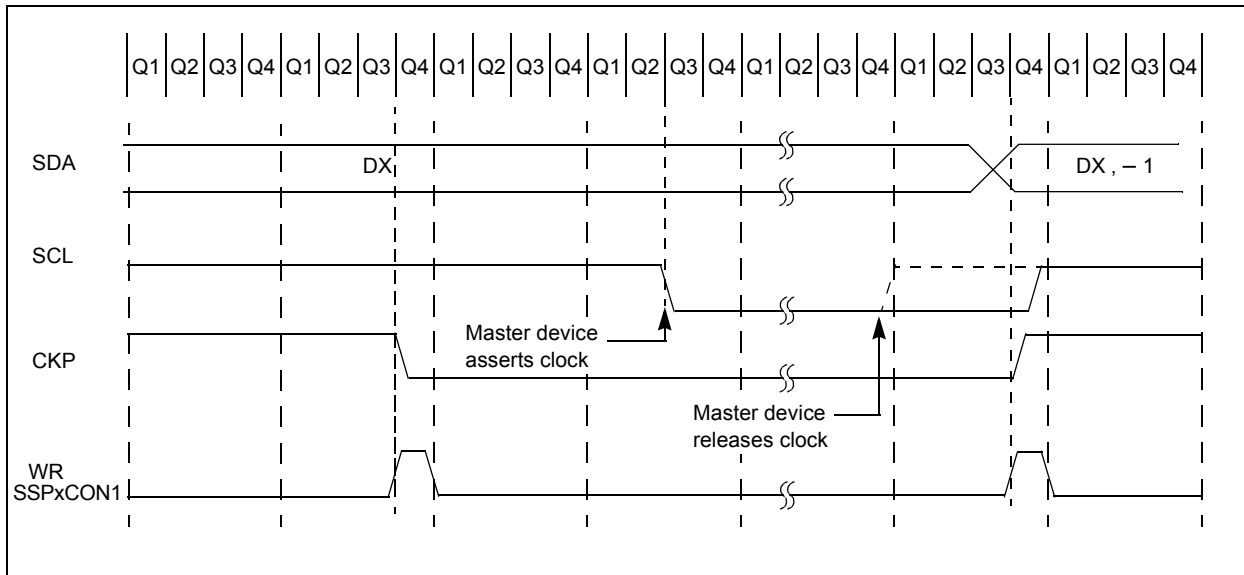 Q1 Q2 Q3 Q4 Q1 Q2 Q3 Q4 Q1 Q2 Q3 Q4 Q1 Q2 Q3 Q4 Q1 Q2 Q3 Q4 Q1 Q2 Q3 Q4 Q1 Q2 Q3 Q4
SDA
DX
DX , – 1
SCL
Master device
asserts clock
CKP
Master device
releases clock
WR
SSPxCON1